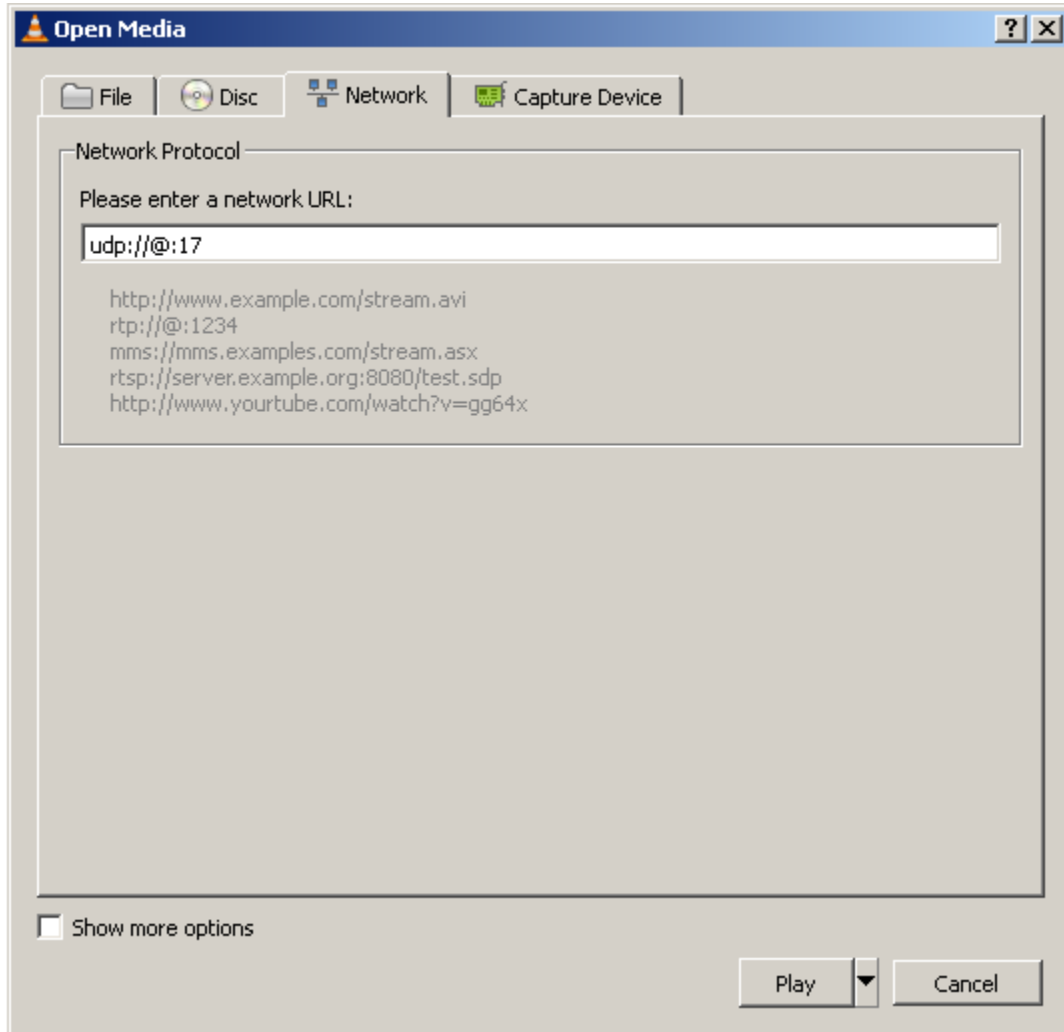 Open Media
File Disc Network Capture Device
Network Protocol
Please enter a network URL:
udp://@:17
http://www.example.com/stream.avi
rtp://@:1234
mms://mms.examples.com/stream.asx
rtsp://server.example.org:8080/test.sdp
http://www.yourtube.com/watch?v=gg64x
Show more options
Play Cancel